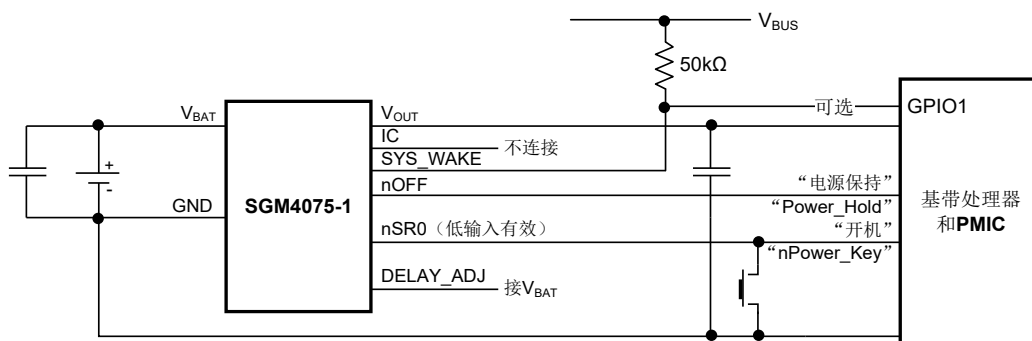 VBUS
50kΩ
可选
GPIO1
VBAT
VOUT
IC
不连接
SYS_WAKE
nOFF
“电源保持”
GND
SGM4075-1
“Power_Hold”
基带处理器
和PMIC
nSR0（低输入有效）
“开机”
“nPower_Key”
DELAY_ADJ
接VBAT
+
-